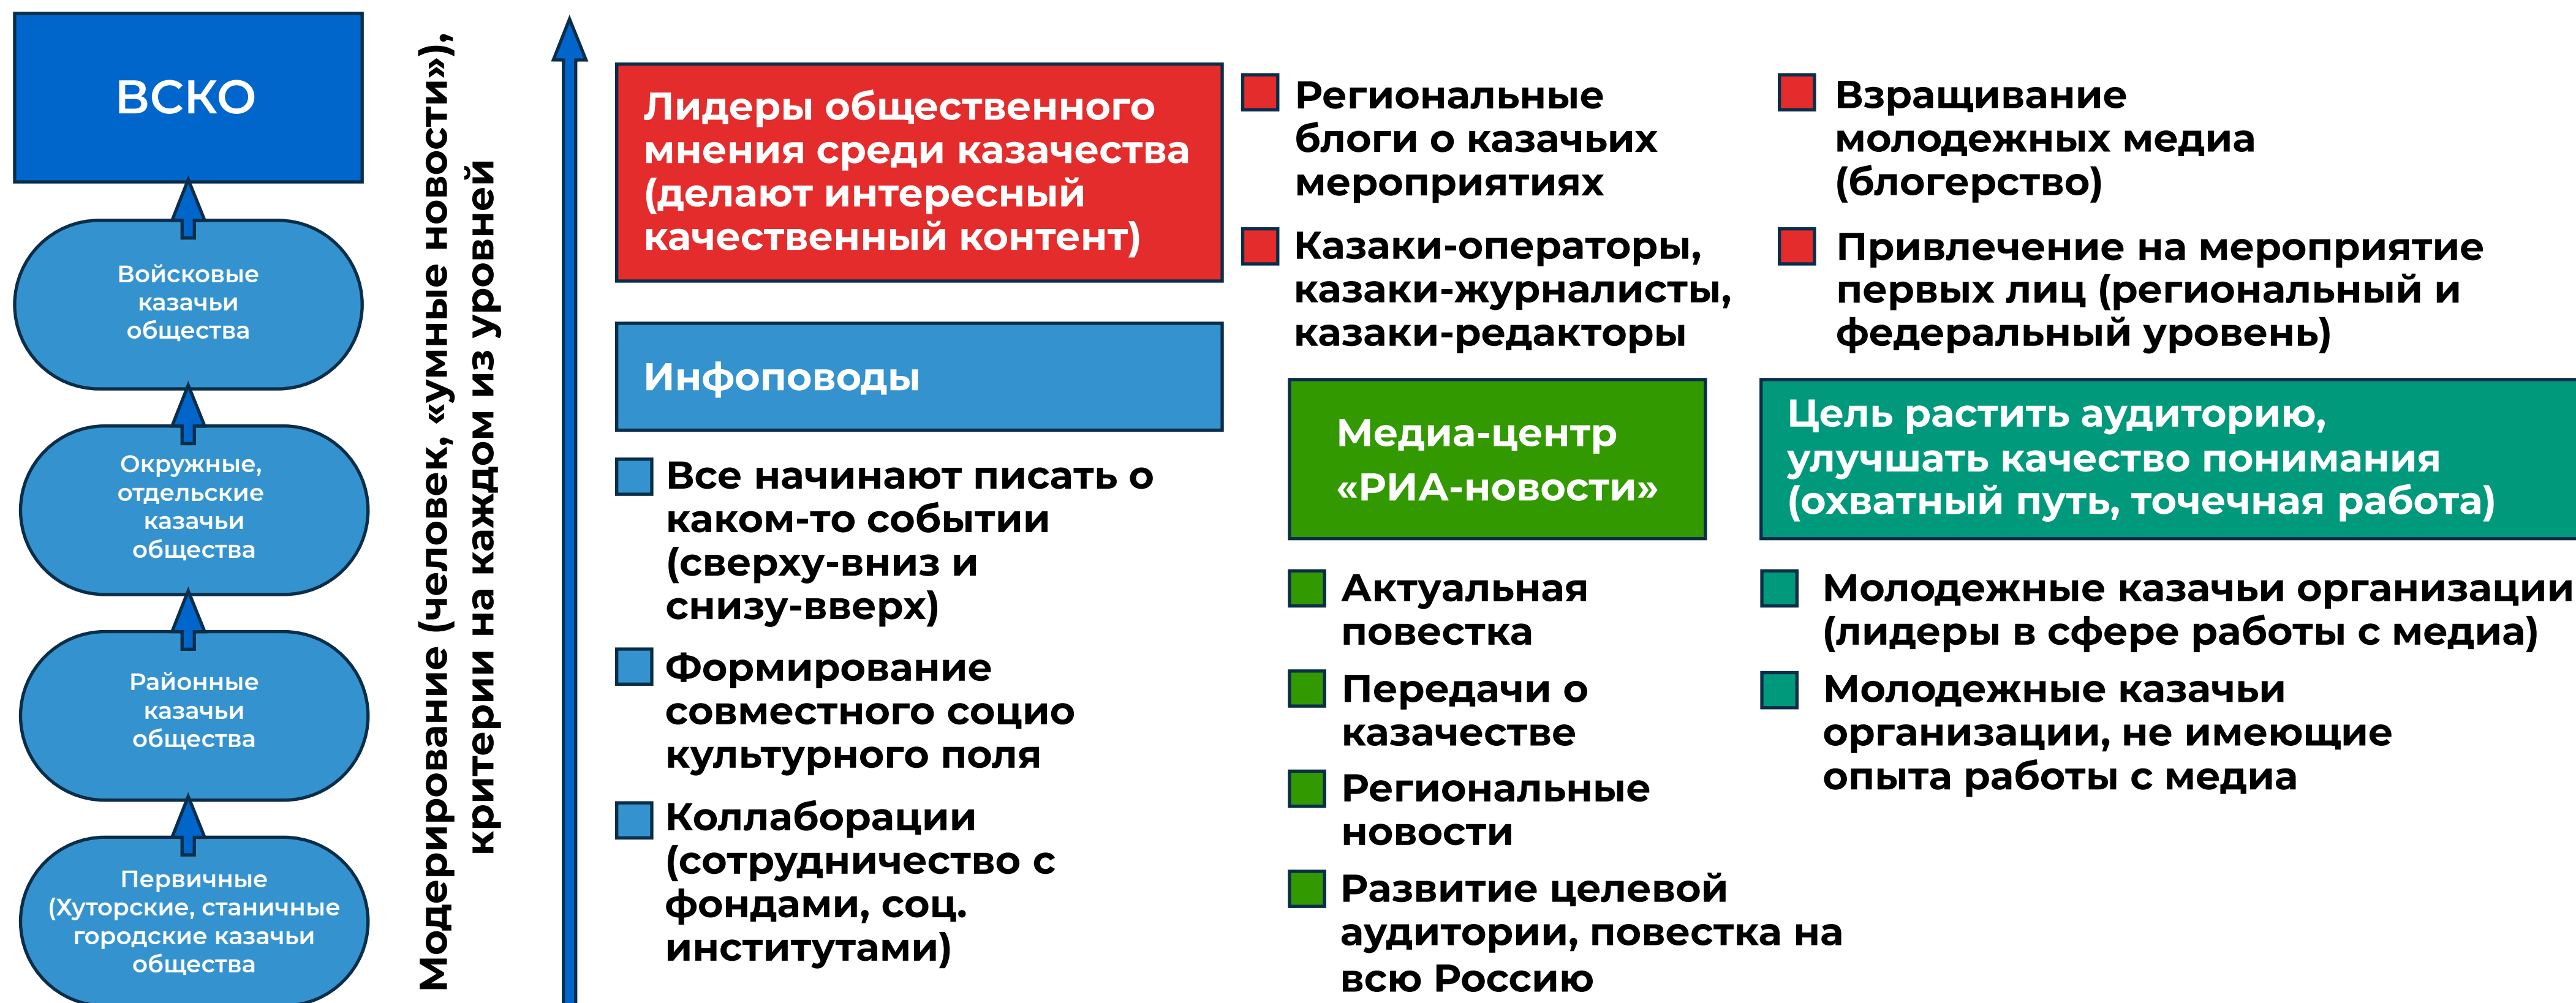 ВСКО
Войсковые
казачьи
общества
Окружные,
отдельские
казачьи
общества
Районные
казачьи
общества
Первичные
(Хуторские, станичные
городские казачьи
общества
Модерирование (человек, «умные новости»),
критерии на каждом из уровней
Лидеры общественного
мнения среди казачества
(делают интересный
качественный контент)
Инфоповоды
Все начинают писать о
каком-то событии
(сверху-вниз и
снизу-вверх)
Формирование
совместного социо
культурного поля
Коллаборации
(сотрудничество с
фондами, соц.
институтами)
Региональные
блоги о казачьих
мероприятиях
Казаки-операторы,
казаки-журналисты,
казаки-редакторы
Взращивание
молодежных медиа
(блогерство)
Привлечение на мероприятие
первых лиц (региональный и
федеральный уровень)
Медиа-центр
«РИА-новости»
Актуальная
повестка
Передачи о
казачестве
Региональные
новости
Развитие целевой
аудитории, повестка на
всю Россию
Цель растить аудиторию,
улучшать качество понимания
(охватный путь, точечная работа)
Молодежные казачьи организации
(лидеры в сфере работы с медиа)
Молодежные казачьи
организации, не имеющие
опыта работы с медиа